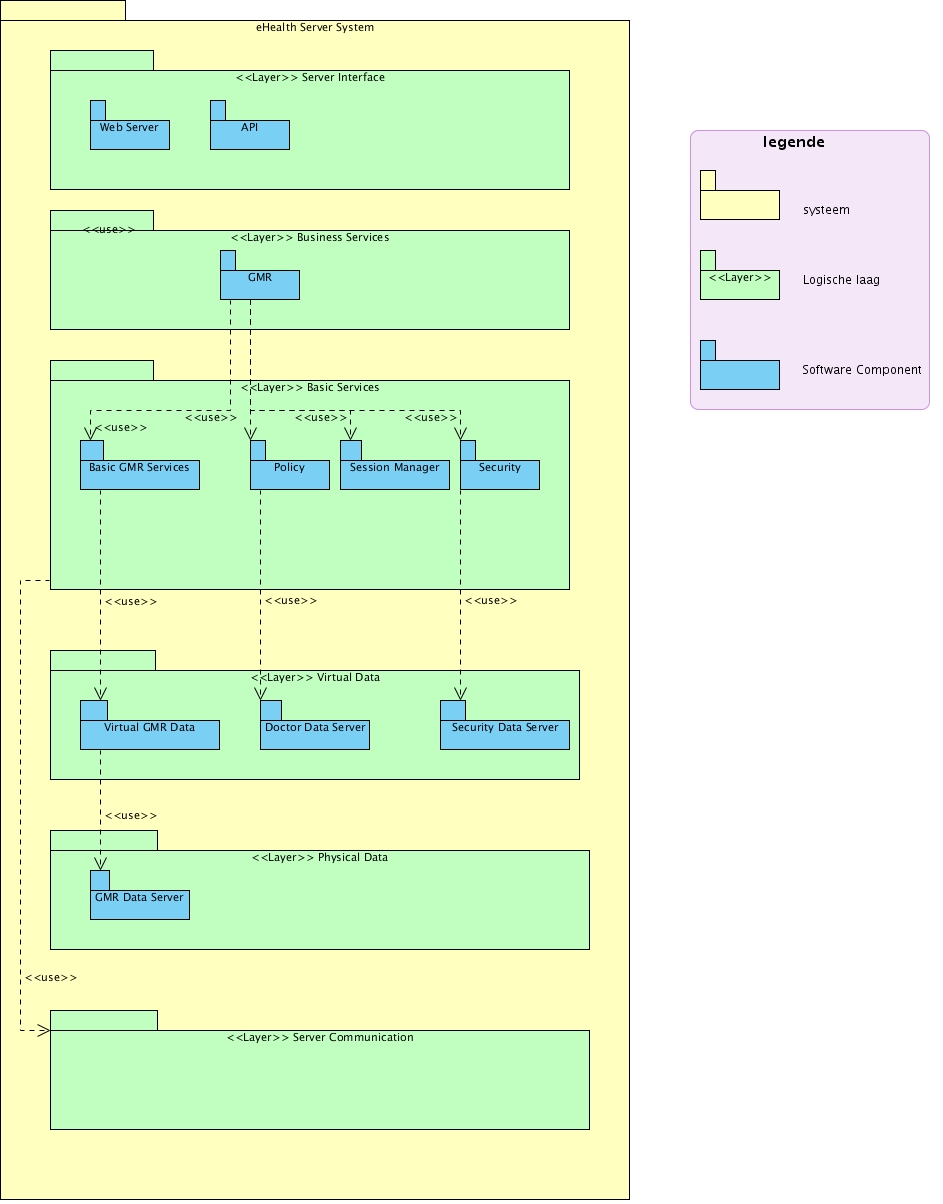 eHealth Server System
<<Layer>> Server Interface
Web Server
API
<<use>>
<<Layer>> Business Services
GMR
<<Layer>> Basic Services
<<use>>
<<use>>
<<use>>
<<use>>
Basic GMR Services
Policy
Session Manager
Security
<<use>>
<<use>>
<<use>>
<<Layer>> Virtual Data
Virtual GMR Data
Doctor Data Server
Security Data Server
<<use>>
<<Layer>> Physical Data
GMR Data Server
<<use>>
<<Layer>> Server Communication
legende
systeem
<<Layer>>
Logische laag
Software Component